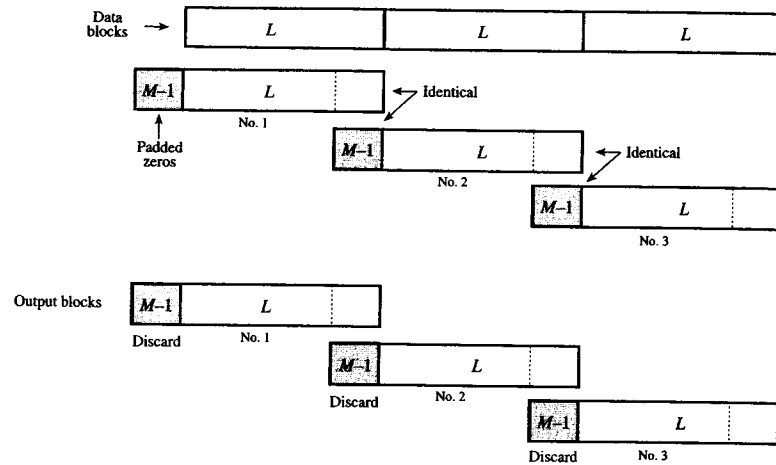 Data blocks
L L L
M–1 L
Identical
No. 1
Padded zeros
M–1 L
Identical
No. 2
M–1 L
No. 3
Output blocks
M–1 L
Discard
No. 1
M–1 L
Discard
No. 2
M–1 L
Discard
No. 3